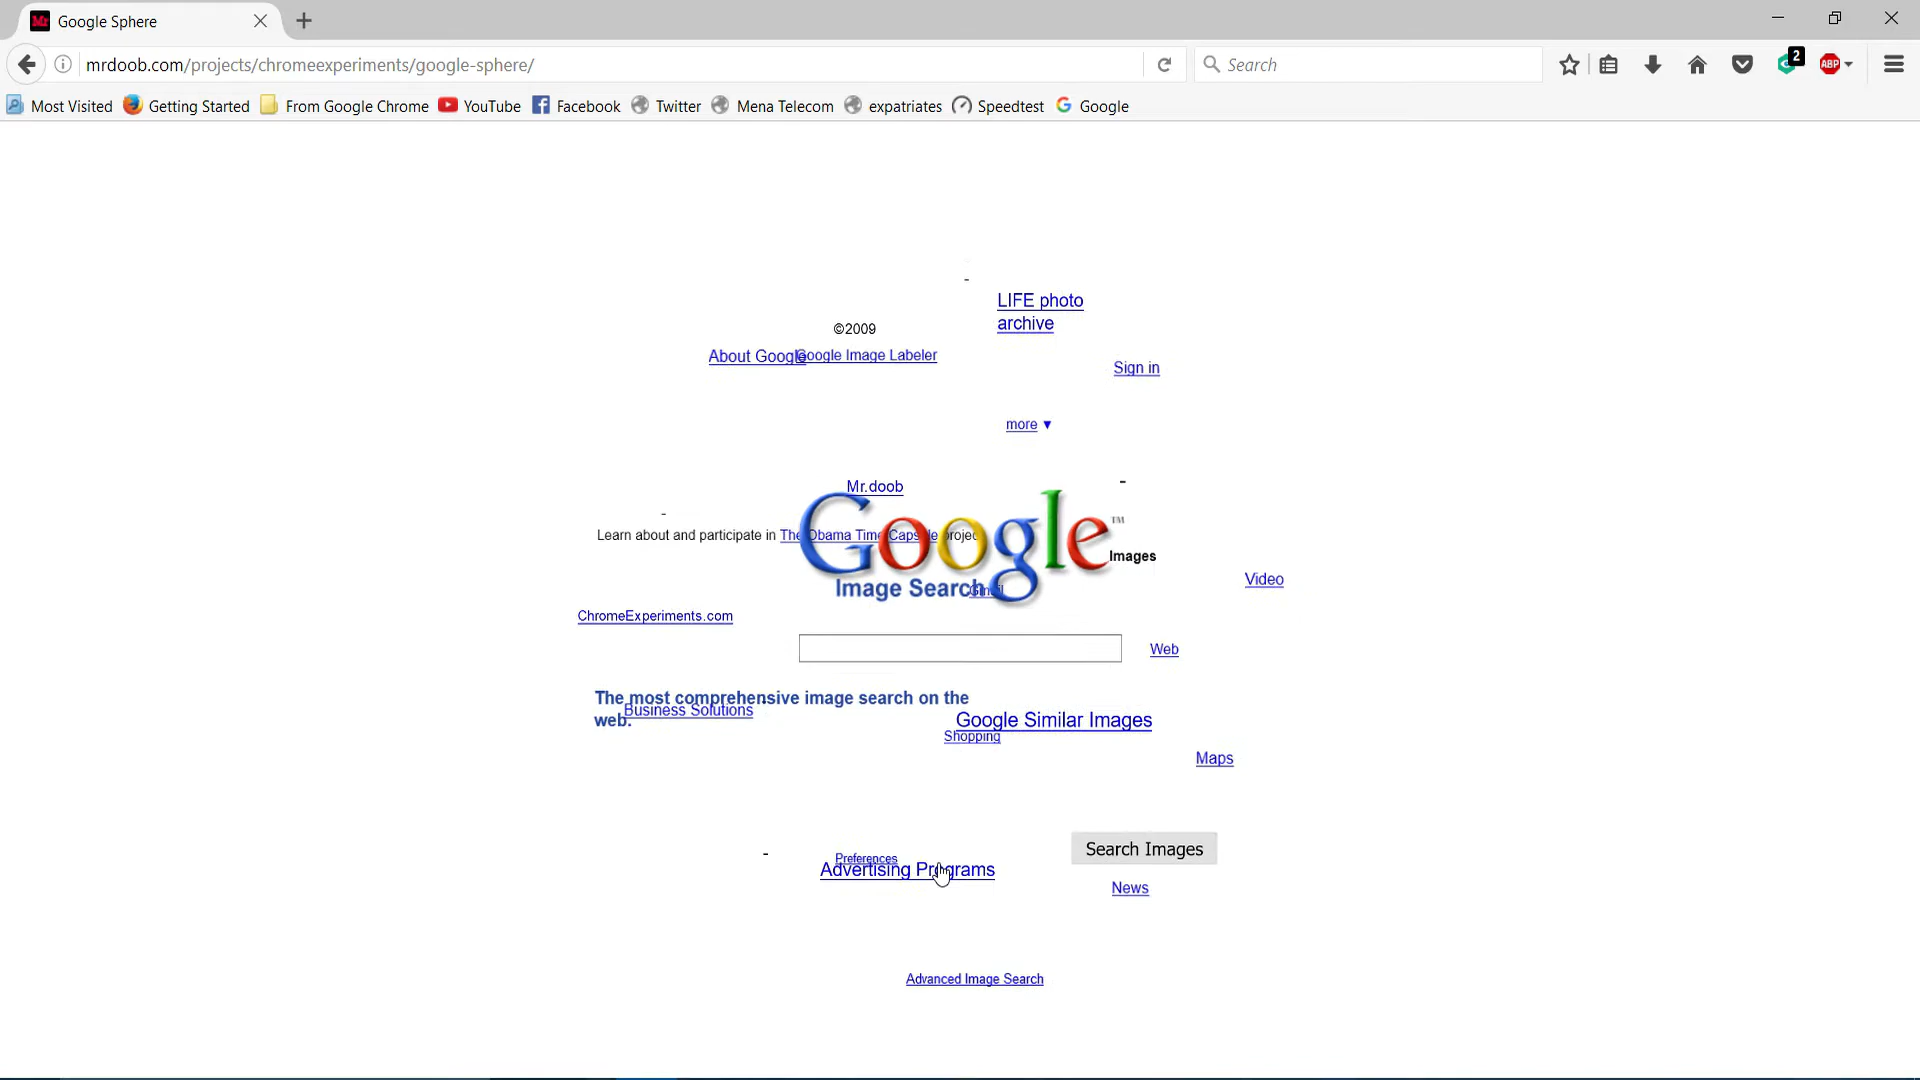 Google Sphere
mrdoob.com/projects/chromeexperiments/google-sphere/
Search
2
ABP
Most Visited
Getting Started
From Google Chrome
YouTube
Facebook
Twitter
Mena Telecom
expatriates
Speedtest
Google
-
LIFE photo
archive
©2009
About Google
Google Image Labeler
Sign in
more ▼
Mr.doob
-
-
Google™
Learn about and participate in The Obama Time Capsule project
Images
Video
Image Search
Gmail
ChromeExperiments.com
Web
The most comprehensive image search on the
web.
Business Solutions
Google Similar Images
Shopping
Maps
Search Images
-
Preferences
Advertising Programs
News
Advanced Image Search